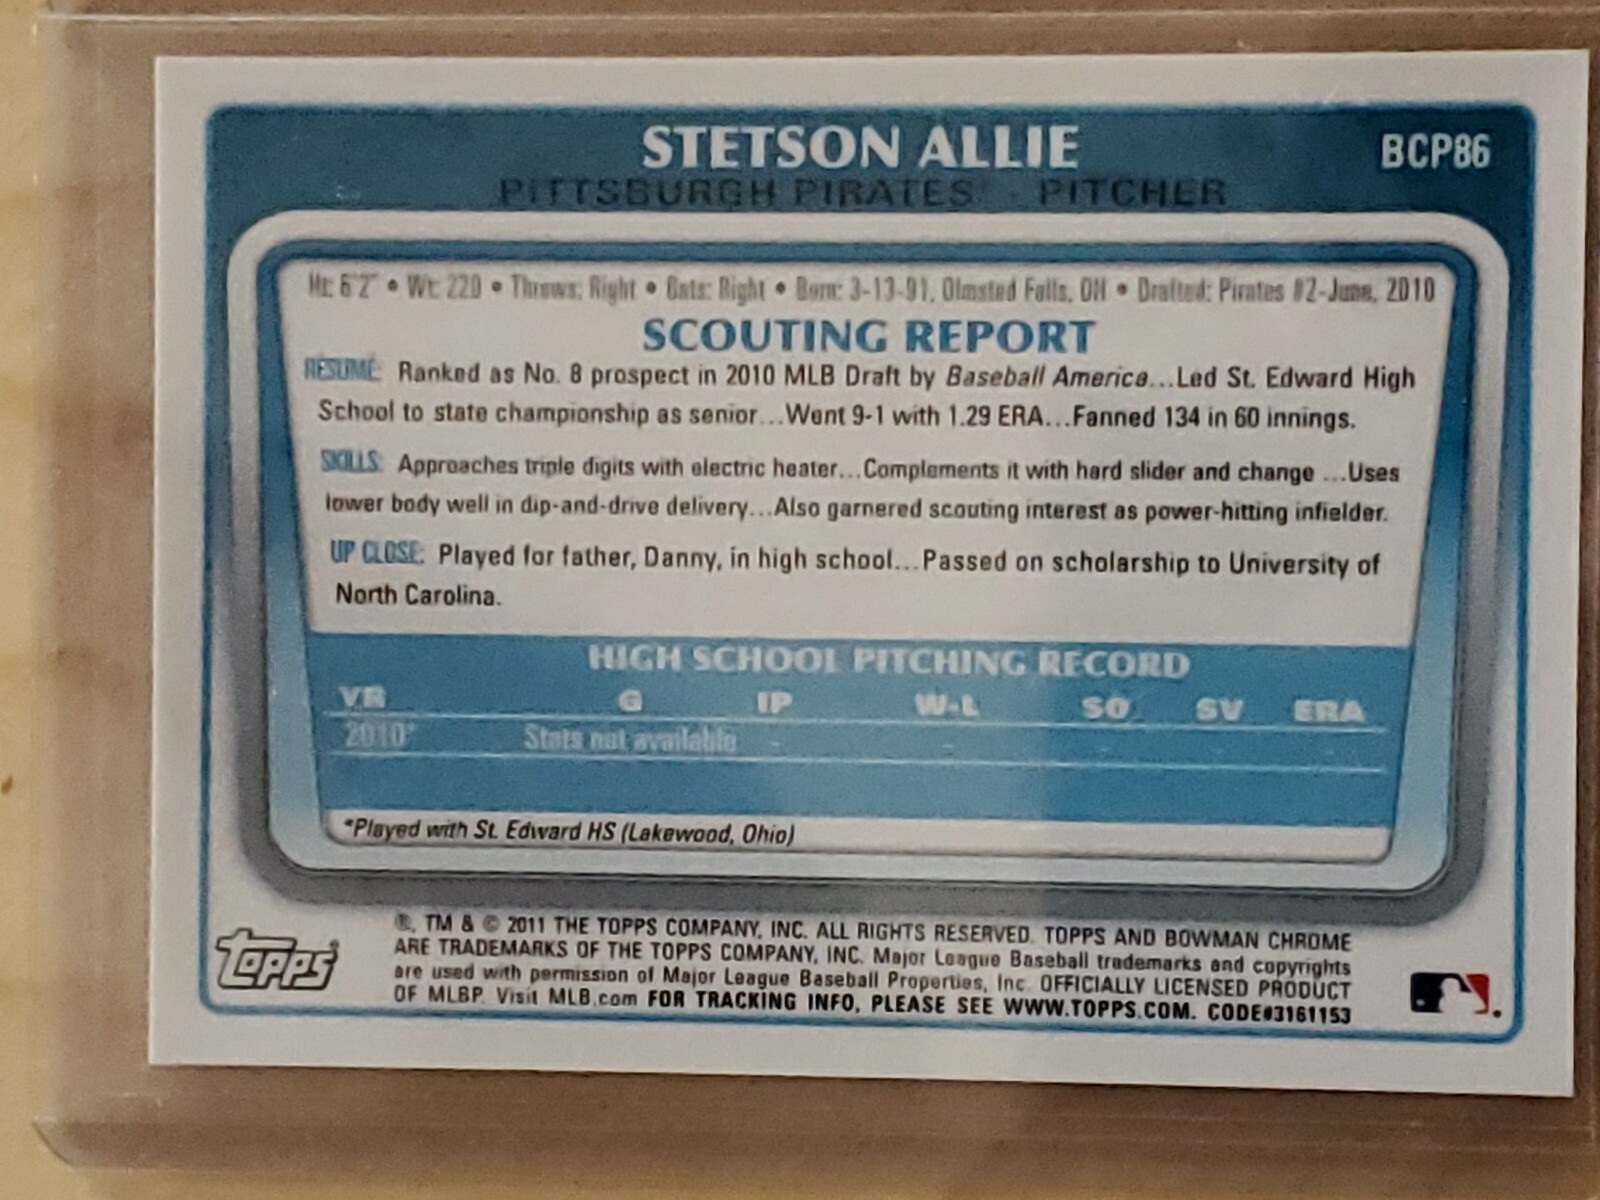 STETSON ALLIE
BCP86
PITTSBURGH PIRATES® · PITCHER
Ht: 6'2" • Wt: 220 • Throws: Right • Bats: Right • Born: 3-13-91, Olmsted Falls, OH • Drafted: Pirates #2-June, 2010
SCOUTING REPORT
RÉSUMÉ: Ranked as No. 8 prospect in 2010 MLB Draft by Baseball America...Led St. Edward High
School to state championship as senior...Went 9-1 with 1.29 ERA...Fanned 134 in 60 innings.
SKILLS: Approaches triple digits with electric heater...Complements it with hard slider and change ...Uses
lower body well in dip-and-drive delivery...Also garnered scouting interest as power-hitting infielder.
UP CLOSE: Played for father, Danny, in high school...Passed on scholarship to University of
North Carolina.
HIGH SCHOOL PITCHING RECORD
YR G IP W-L SO SV ERA
2010* Stats not available
*Played with St. Edward HS (Lakewood, Ohio)
®, TM & © 2011 THE TOPPS COMPANY, INC. ALL RIGHTS RESERVED. TOPPS AND BOWMAN CHROME
ARE TRADEMARKS OF THE TOPPS COMPANY, INC. Major League Baseball trademarks and copyrights
are used with permission of Major League Baseball Properties, Inc. OFFICIALLY LICENSED PRODUCT
OF MLBP. Visit MLB.com FOR TRACKING INFO, PLEASE SEE WWW.TOPPS.COM. CODE#3161153
Topps®